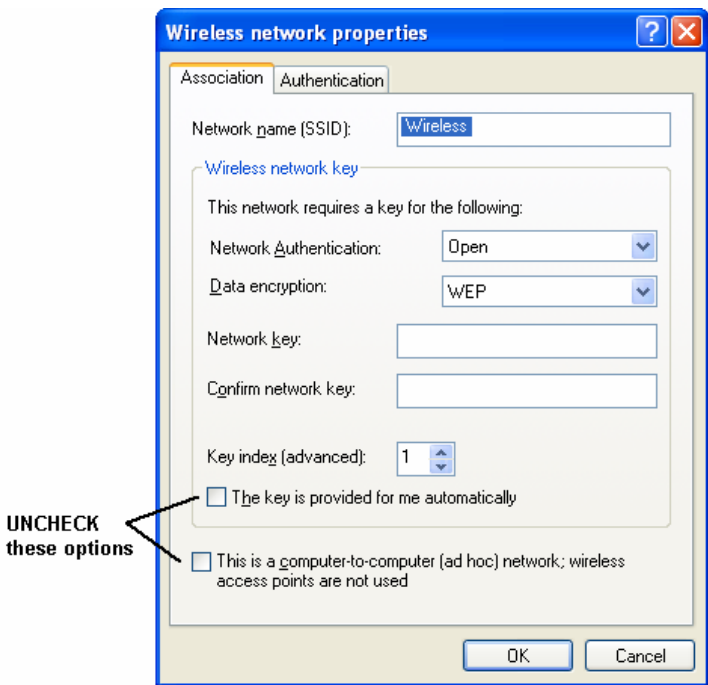 Wireless network properties
Association Authentication
Network name (SSID): Wireless
Wireless network key
This network requires a key for the following:
Network Authentication: Open
Data encryption: WEP
Network key:
Confirm network key:
Key index (advanced): 1
The key is provided for me automatically
UNCHECK
these options
This is a computer-to-computer (ad hoc) network; wireless
access points are not used
OK Cancel